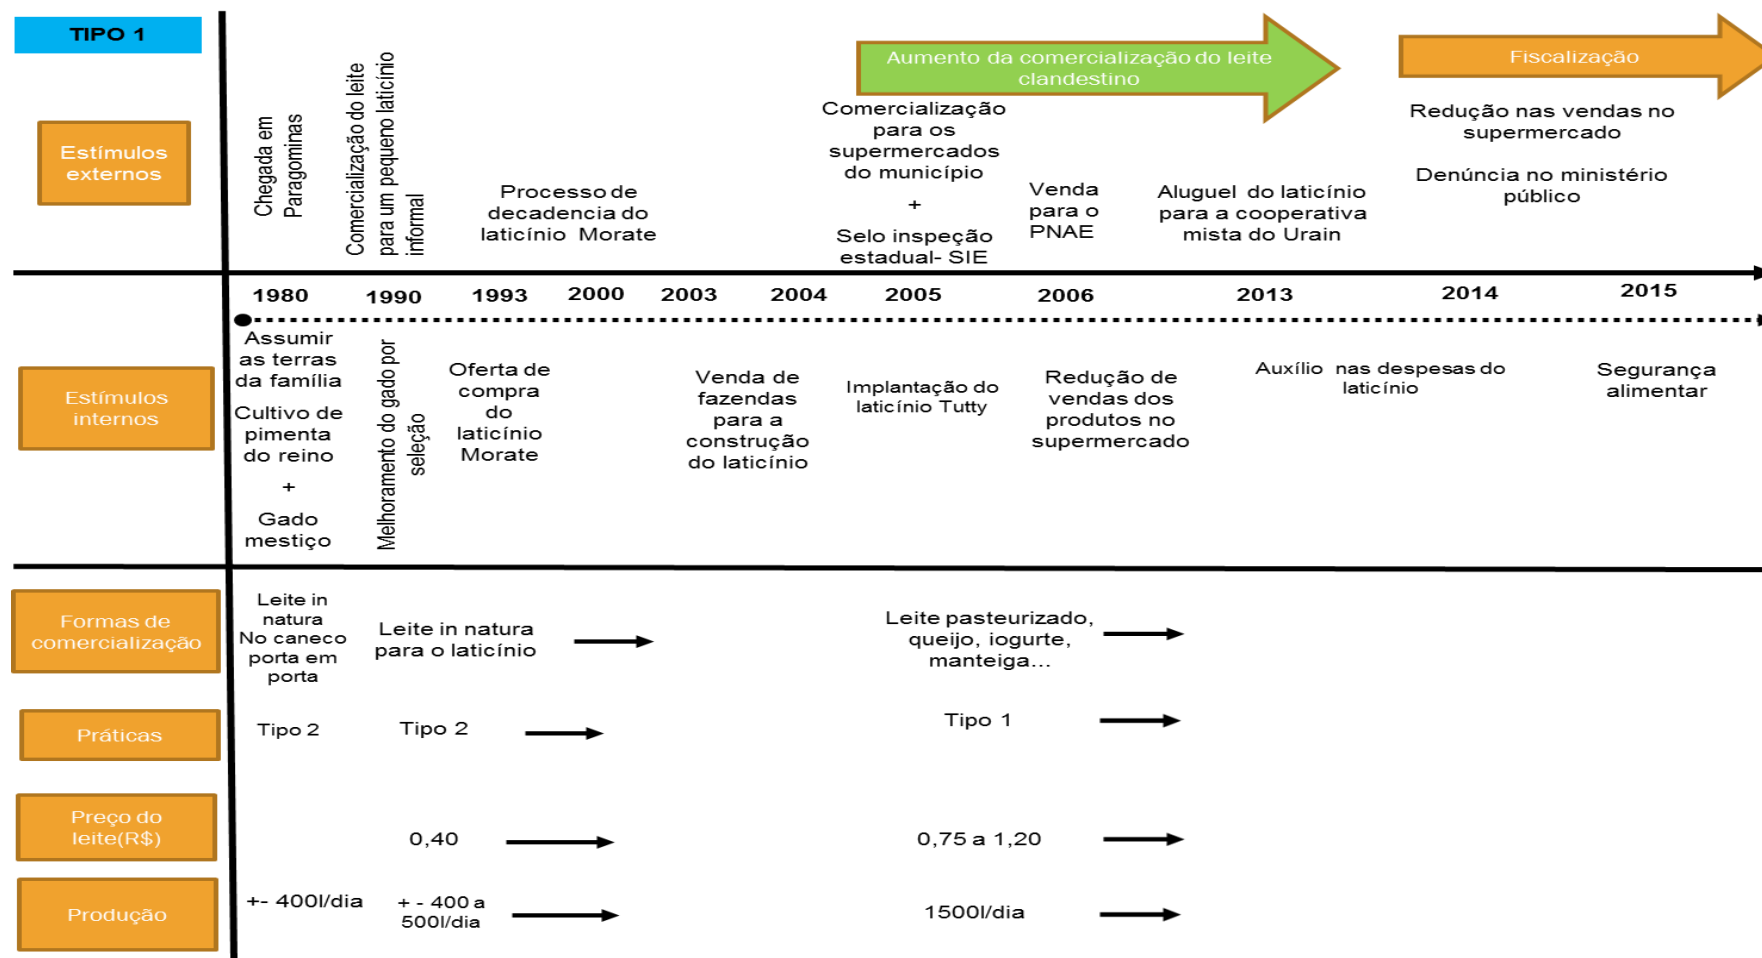 TIPO 1
Aumento da comercialização do leite
clandestino
Fiscalização
Estímulos
externos
Chegada em
Paragominas
Comercialização do leite
para um pequeno laticínio
informal
Processo de
decadencia do
laticínio Morate
Comercialização
para os
supermercados
do município
+
Selo inspeção
estadual- SIE
Venda
para o
PNAE
Aluguel do laticínio
para a cooperativa
mista do Urain
Redução nas vendas no
supermercado
Denúncia no ministério
público
1980 1990 1993 2000 2003 2004 2005 2006 2013 2014 2015
Estímulos
internos
Assumir
as terras
da família
Cultivo de
pimenta
do reino
+
Gado
mestiço
Melhoramento do gado por
seleção
Oferta de
compra
do
laticínio
Morate
Venda de
fazendas
para a
construção
do laticínio
Implantação do
laticínio Tutty
Redução de
vendas dos
produtos no
supermercado
Auxílio nas despesas do
laticínio
Segurança
alimentar
Formas de
comercialização
Leite in
natura
No caneco
porta em
porta
Leite in natura
para o laticínio
Leite pasteurizado,
queijo, iogurte,
manteiga...
Práticas
Tipo 2
Tipo 2
Tipo 1
Preço do
leite(R$)
0,40
0,75 a 1,20
Produção
+- 400l/dia
+ - 400 a
500l/dia
1500l/dia